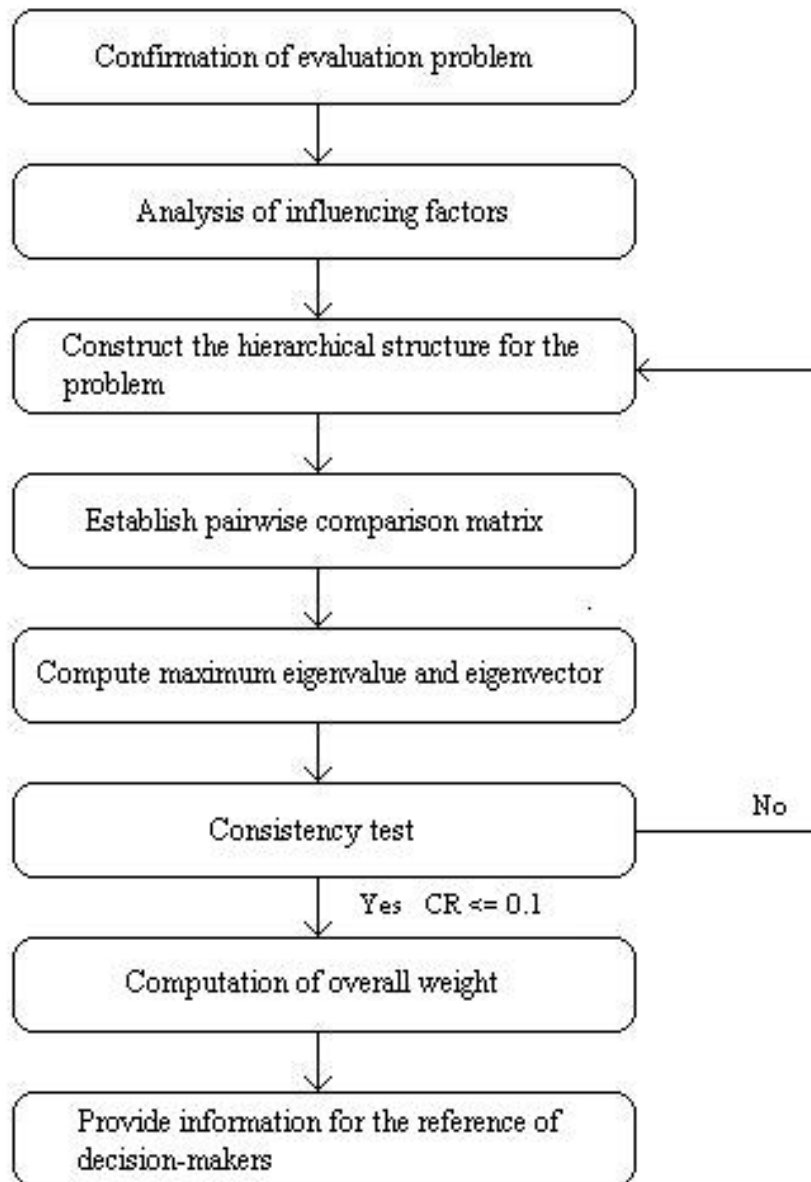 Confirmation of evaluation problem
Analysis of influencing factors
Construct the hierarchical structure for the
problem
Establish pairwise comparison matrix
Compute maximum eigenvalue and eigenvector
Consistency test
No
Yes CR <= 0.1
Computation of overall weight
Provide information for the reference of
decision-makers